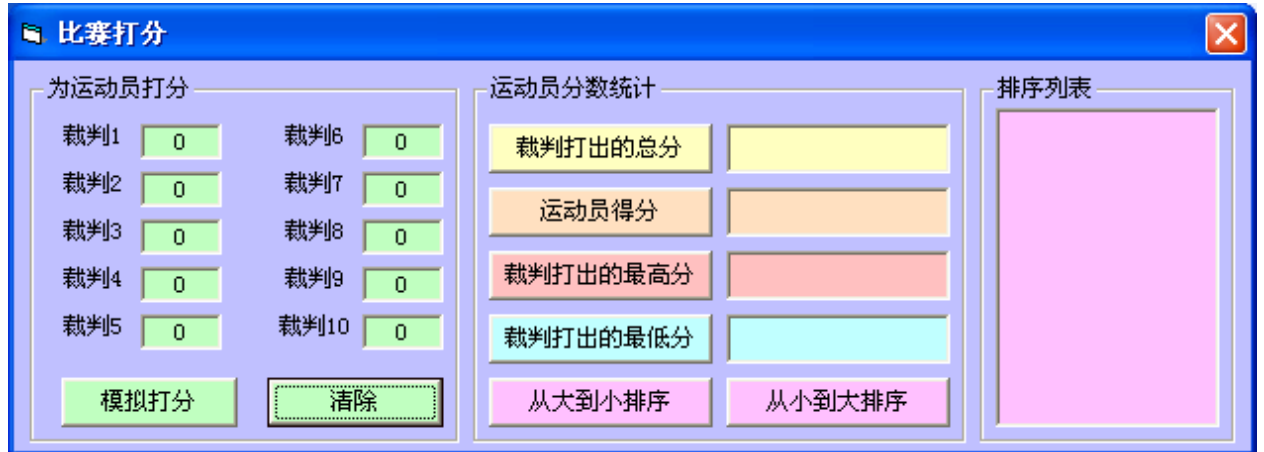 比赛打分
为运动员打分
裁判1 0 裁判6 0
裁判2 0 裁判7 0
裁判3 0 裁判8 0
裁判4 0 裁判9 0
裁判5 0 裁判10 0
模拟打分 清除
运动员分数统计
裁判打出的总分
运动员得分
裁判打出的最高分
裁判打出的最低分
从大到小排序 从小到大排序
排序列表